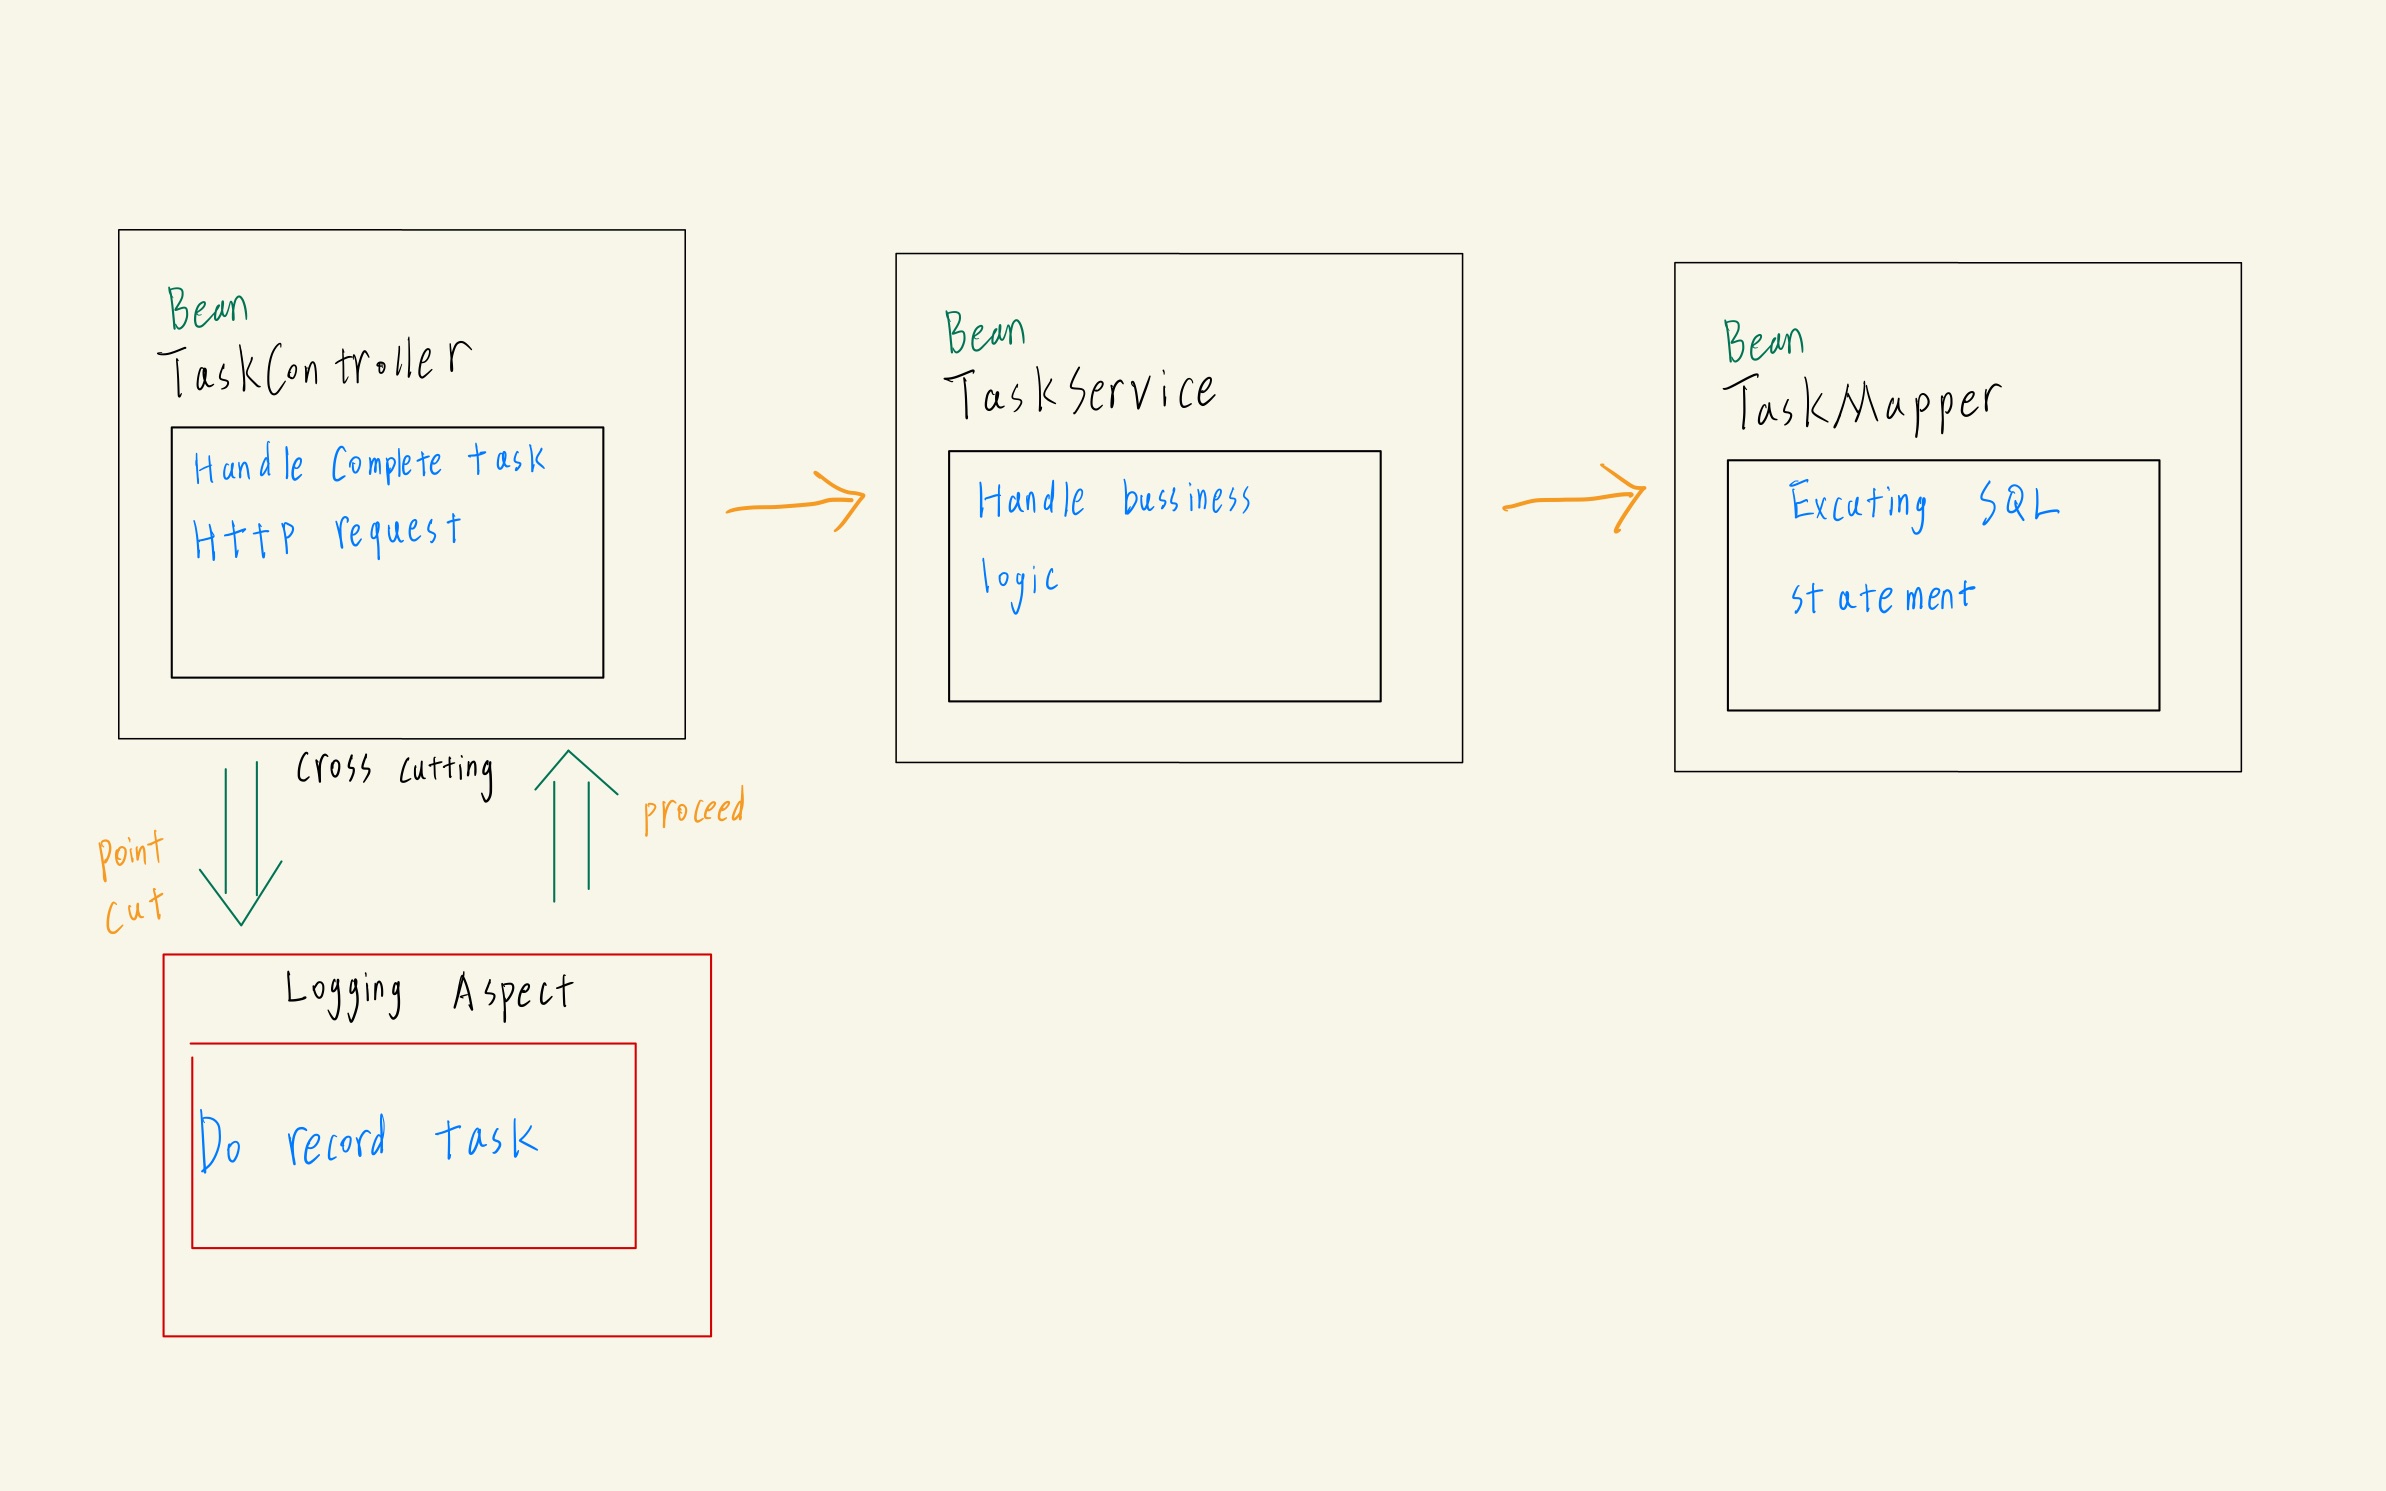 Bean
TaskController
Handle Complete task
Http request
Bean
TaskService
Handle bussiness
logic
Bean
TaskMapper
Excuting SQL
statement
Cross Cutting
point
cut
proceed
Logging Aspect
Do record task